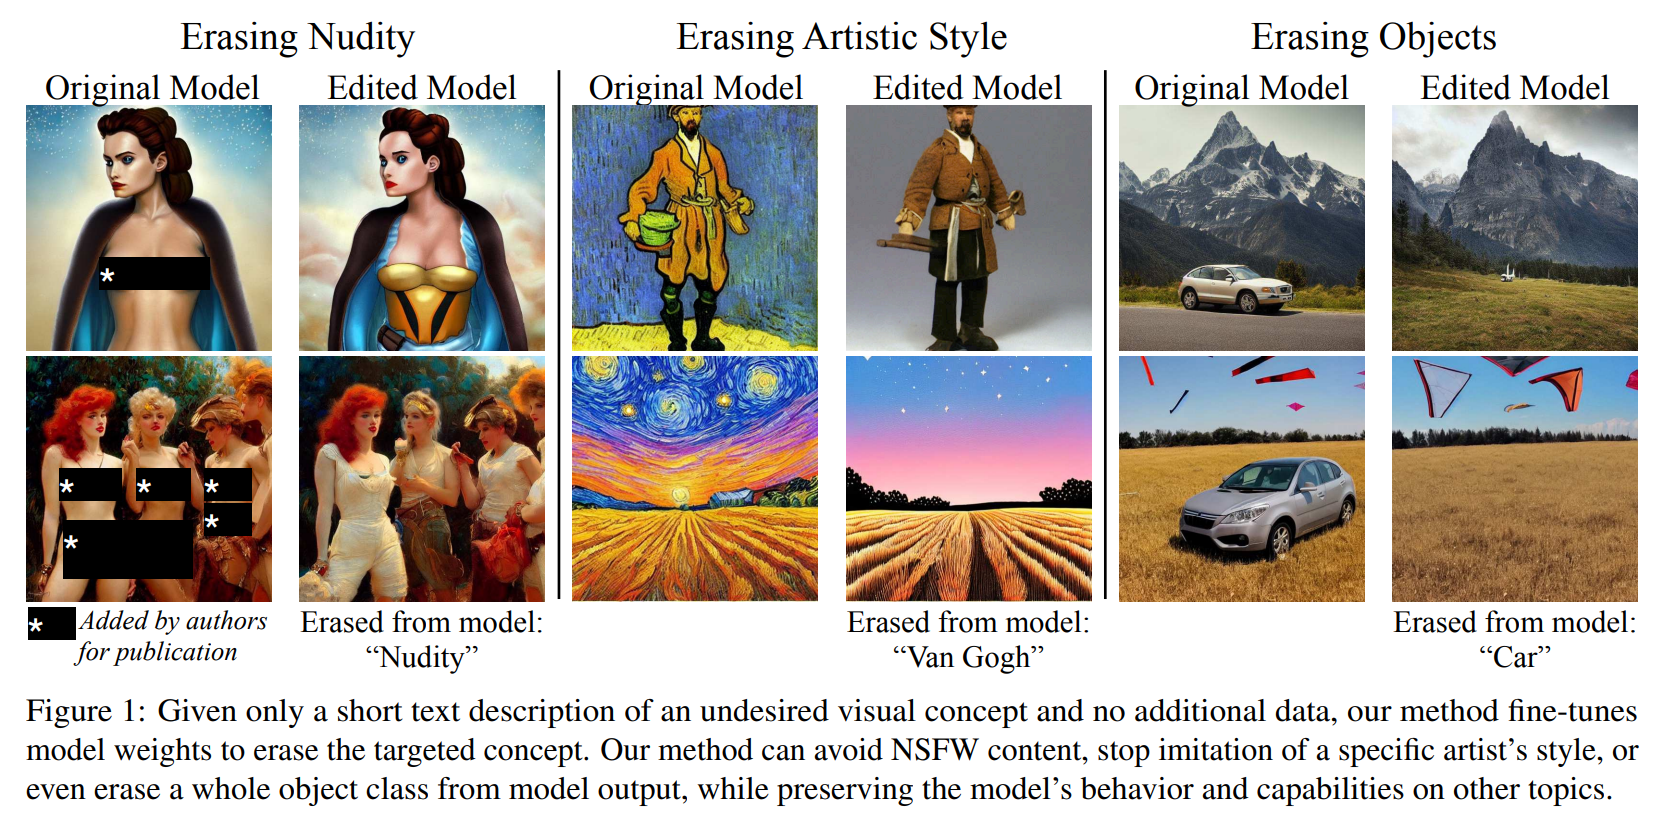 Erasing Nudity
Erasing Artistic Style
Erasing Objects
Original Model
Edited Model
Original Model
Edited Model
Original Model
Edited Model
*
*
*
*
*
*
* Added by authors
for publication
Erased from model:
“Nudity”
Erased from model:
“Van Gogh”
Erased from model:
“Car”
Figure 1: Given only a short text description of an undesired visual concept and no additional data, our method fine-tunes
model weights to erase the targeted concept. Our method can avoid NSFW content, stop imitation of a specific artist’s style, or
even erase a whole object class from model output, while preserving the model’s behavior and capabilities on other topics.